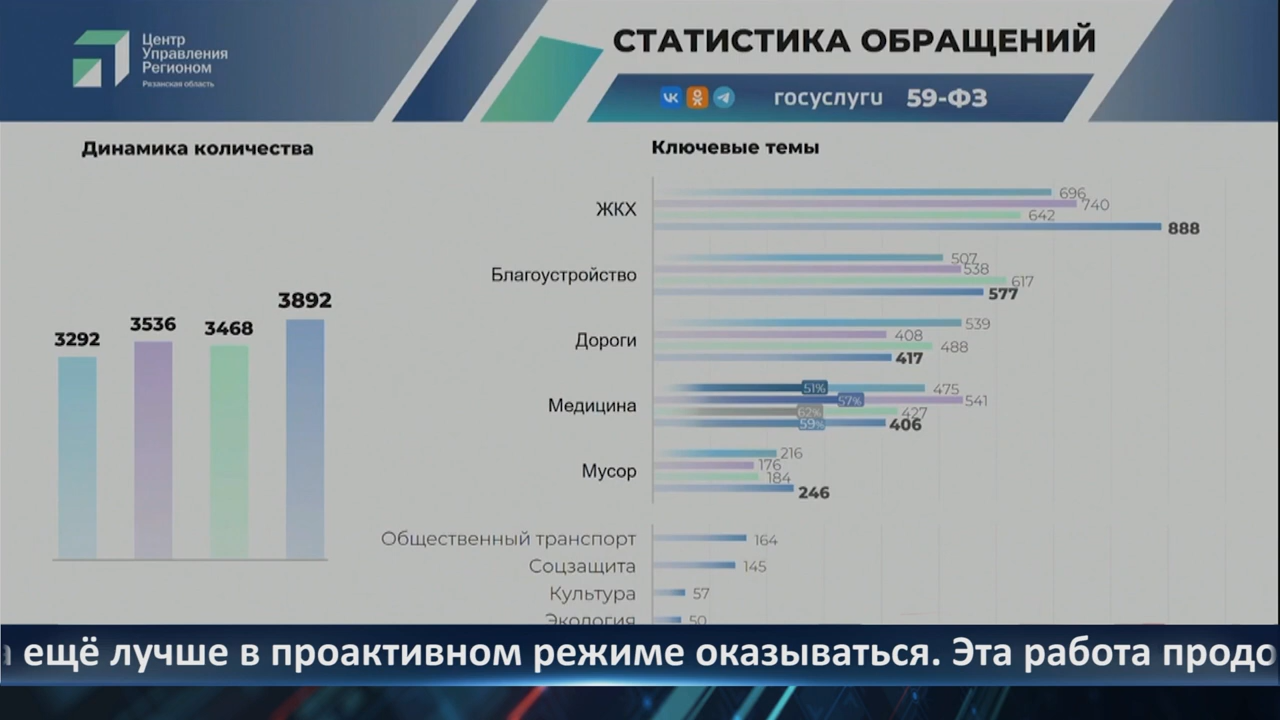 Центр
Управления
Регионом
Рязанская область
СТАТИСТИКА ОБРАЩЕНИЙ
госуслуги 59-ФЗ
Динамика количества
3292
3536
3468
3892
Ключевые темы
ЖКХ
696
740
642
888
Благоустройство
507
538
617
577
Дороги
539
408
488
417
Медицина
51% 475
57% 541
62% 427
59% 406
Мусор
216
176
184
246
Общественный транспорт 164
Соцзащита 145
Культура 57
Экология 50
ещё лучше в проактивном режиме оказываться. Эта работа продо